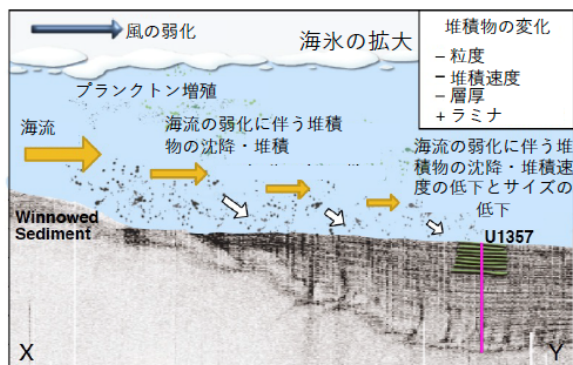 風の弱化
海氷の拡大
堆積物の変化
– 粒度
– 堆積速度
– 層厚
+ ラミナ
プランクトン増殖
海流
海流の弱化に伴う堆積
物の沈降・堆積
海流の弱化に伴う堆
積物の沈降・堆積速
度の低下とサイズの
低下
Winnowed
Sediment
U1357
X
Y